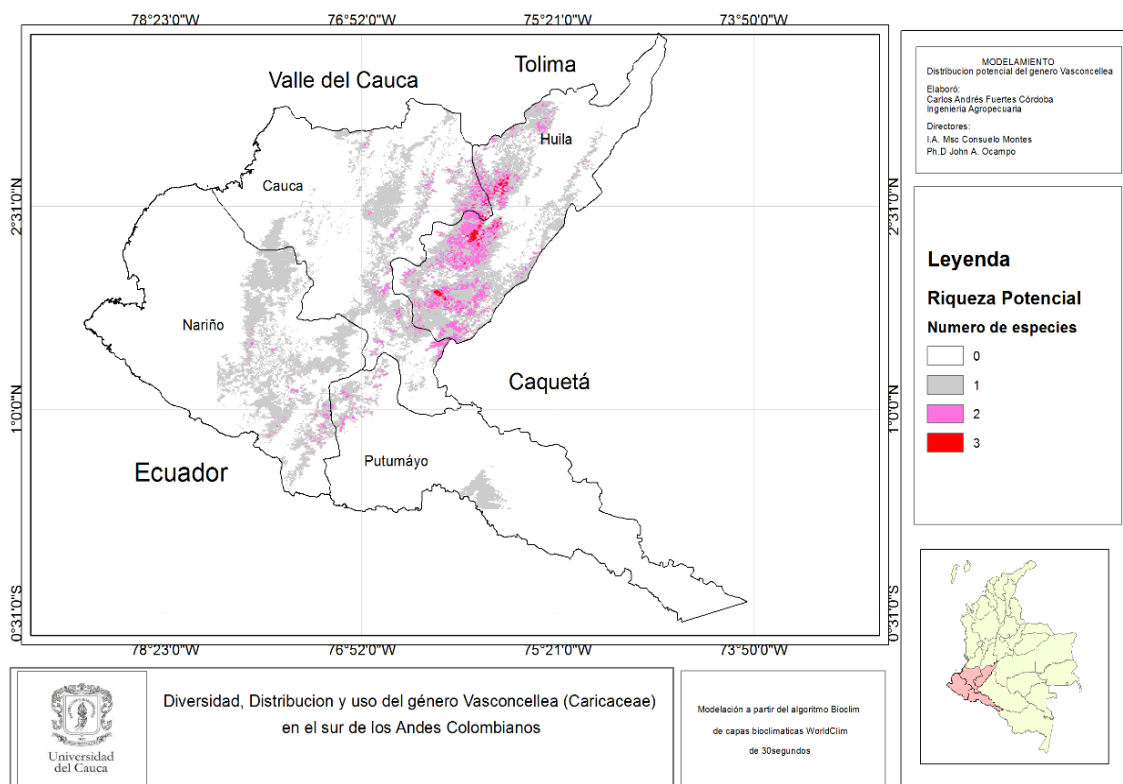 78°23'0"W 76°52'0"W 75°21'0"W 73°50'0"W
2°31'0"N
1°0'0"N
0°31'0"S
Tolima
Valle del Cauca
Huila
Cauca
Nariño
Caquetá
Ecuador
Putumáyo
2°31'0"N
1°0'0"N
0°31'0"S
78°23'0"W 76°52'0"W 75°21'0"W 73°50'0"W
MODELAMIENTO
Distribucion potencial del genero Vasconcellea
Elaboró:
Carlos Andrés Fuertes Córdoba
Ingenieria Agropecuaria
Directores:
I.A. Msc Consuelo Montes
Ph.D John A. Ocampo
Leyenda
Riqueza Potencial
Numero de especies
0
1
2
3
Universidad
del Cauca
Diversidad, Distribucion y uso del género Vasconcellea (Caricaceae)
en el sur de los Andes Colombianos
Modelación a partir del algoritmo Bioclim
de capas bioclimaticas WorldClim
de 30segundos